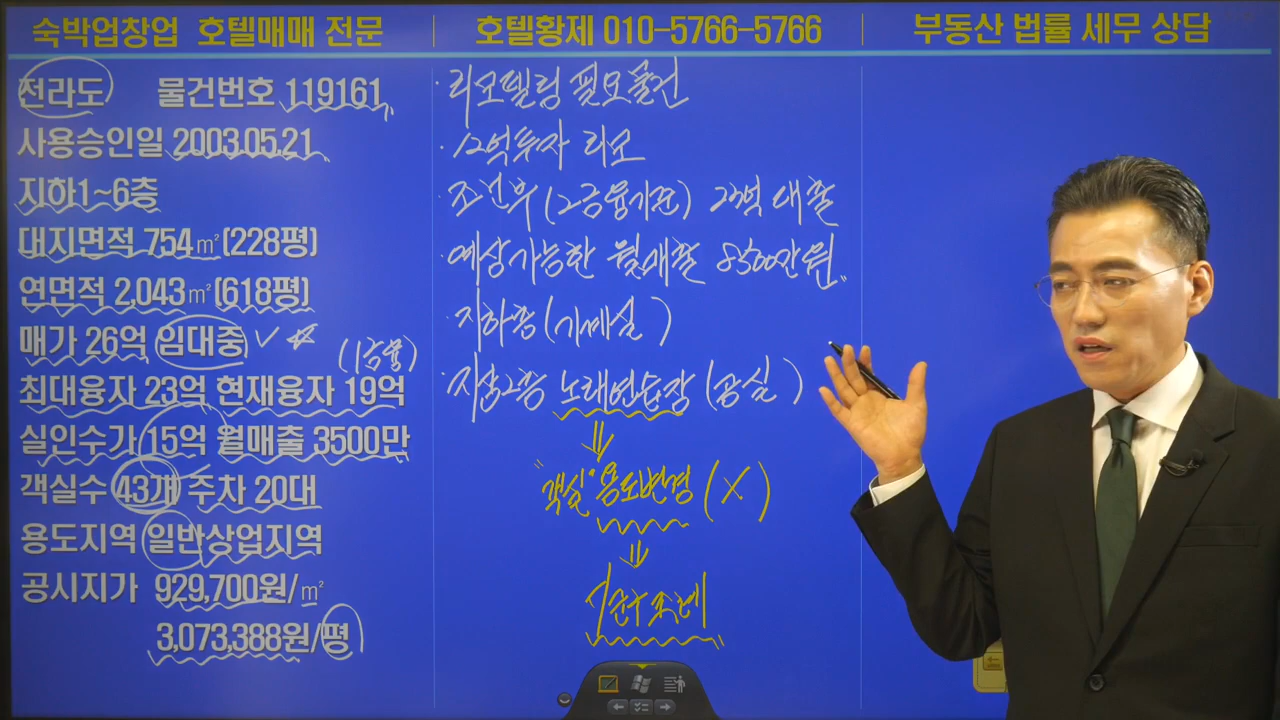 숙박업창업 호텔매매 전문
호텔황제 010-5766-5766
부동산 법률 세무 상담
전라도 물건번호 119161
사용승인일 2003.05.21
지하1~6층
대지면적 754㎡(228평)
연면적 2,043㎡(618평)
매가 26억 임대중
(1금융)
최대융자 23억 현재융자 19억
실인수가 15억 월매출 3500만
객실수 43개 주차 20대
용도지역 일반상업지역
공시지가 929,700원/㎡
3,073,388원/평
· 리모델링 필요물건
· 12억투자 리모
· 조건부 (2금융기준) 23억 대출
· 예상가능한 월매출 8500만원
· 지하층 (기계실)
· 지상2층 노래연습장 (공실)
"객실" 용도변경 (X)
시군구 조례